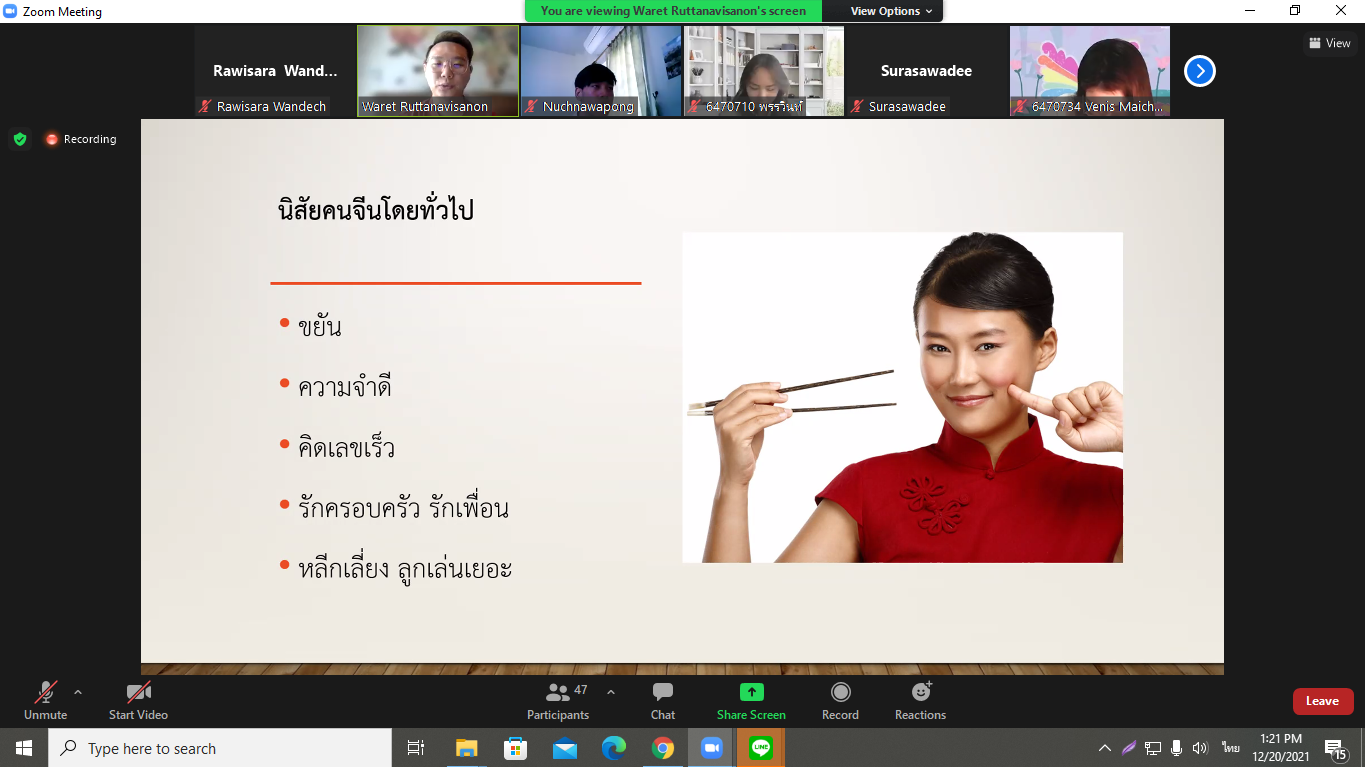 Zoom Meeting
You are viewing Waret Ruttanavisanon's screen
View Options
View
Rawisara Wand...
Rawisara Wandech
Waret Ruttanavisanon
Nuchnawapong
6470710 พรรวินท์
Surasawadee
Surasawadee
6470734 Venis Maich...
Recording
นิสัยคนจีนโดยทั่วไป
• ขยัน
• ความจำดี
• คิดเลขเร็ว
• รักครอบครัว รักเพื่อน
• หลีกเลี่ยง ลูกเล่นเยอะ
Unmute
Start Video
47
Participants
Chat
Share Screen
Record
Reactions
Leave
Type here to search
LINE
ไทย
1:21 PM
12/20/2021
15